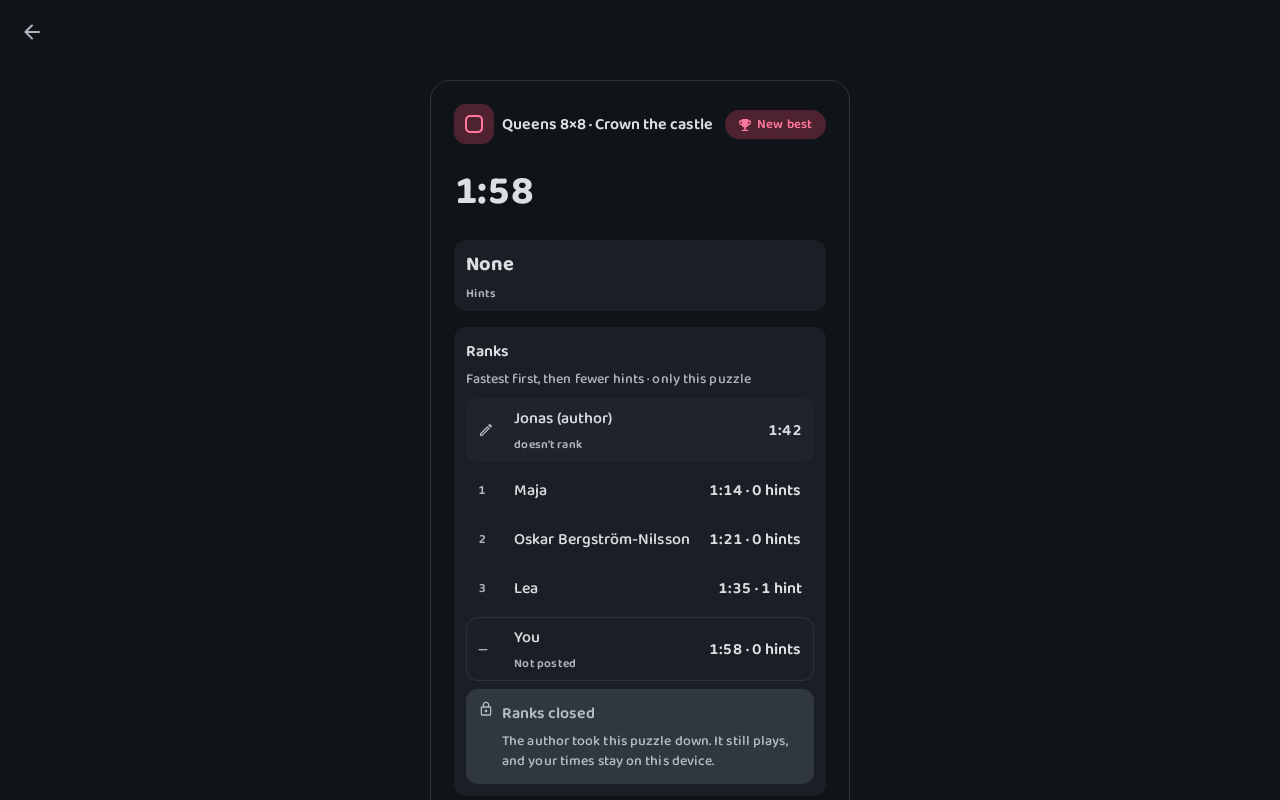 Queens 8×8 · Crown the castle
New best
1:58
None
Hints
Ranks
Fastest first, then fewer hints · only this puzzle
Jonas (author)
doesn't rank
1:42
1 Maja 1:14 · 0 hints
2 Oskar Bergström-Nilsson 1:21 · 0 hints
3 Lea 1:35 · 1 hint
– You 1:58 · 0 hints
Not posted
Ranks closed
The author took this puzzle down. It still plays,
and your times stay on this device.